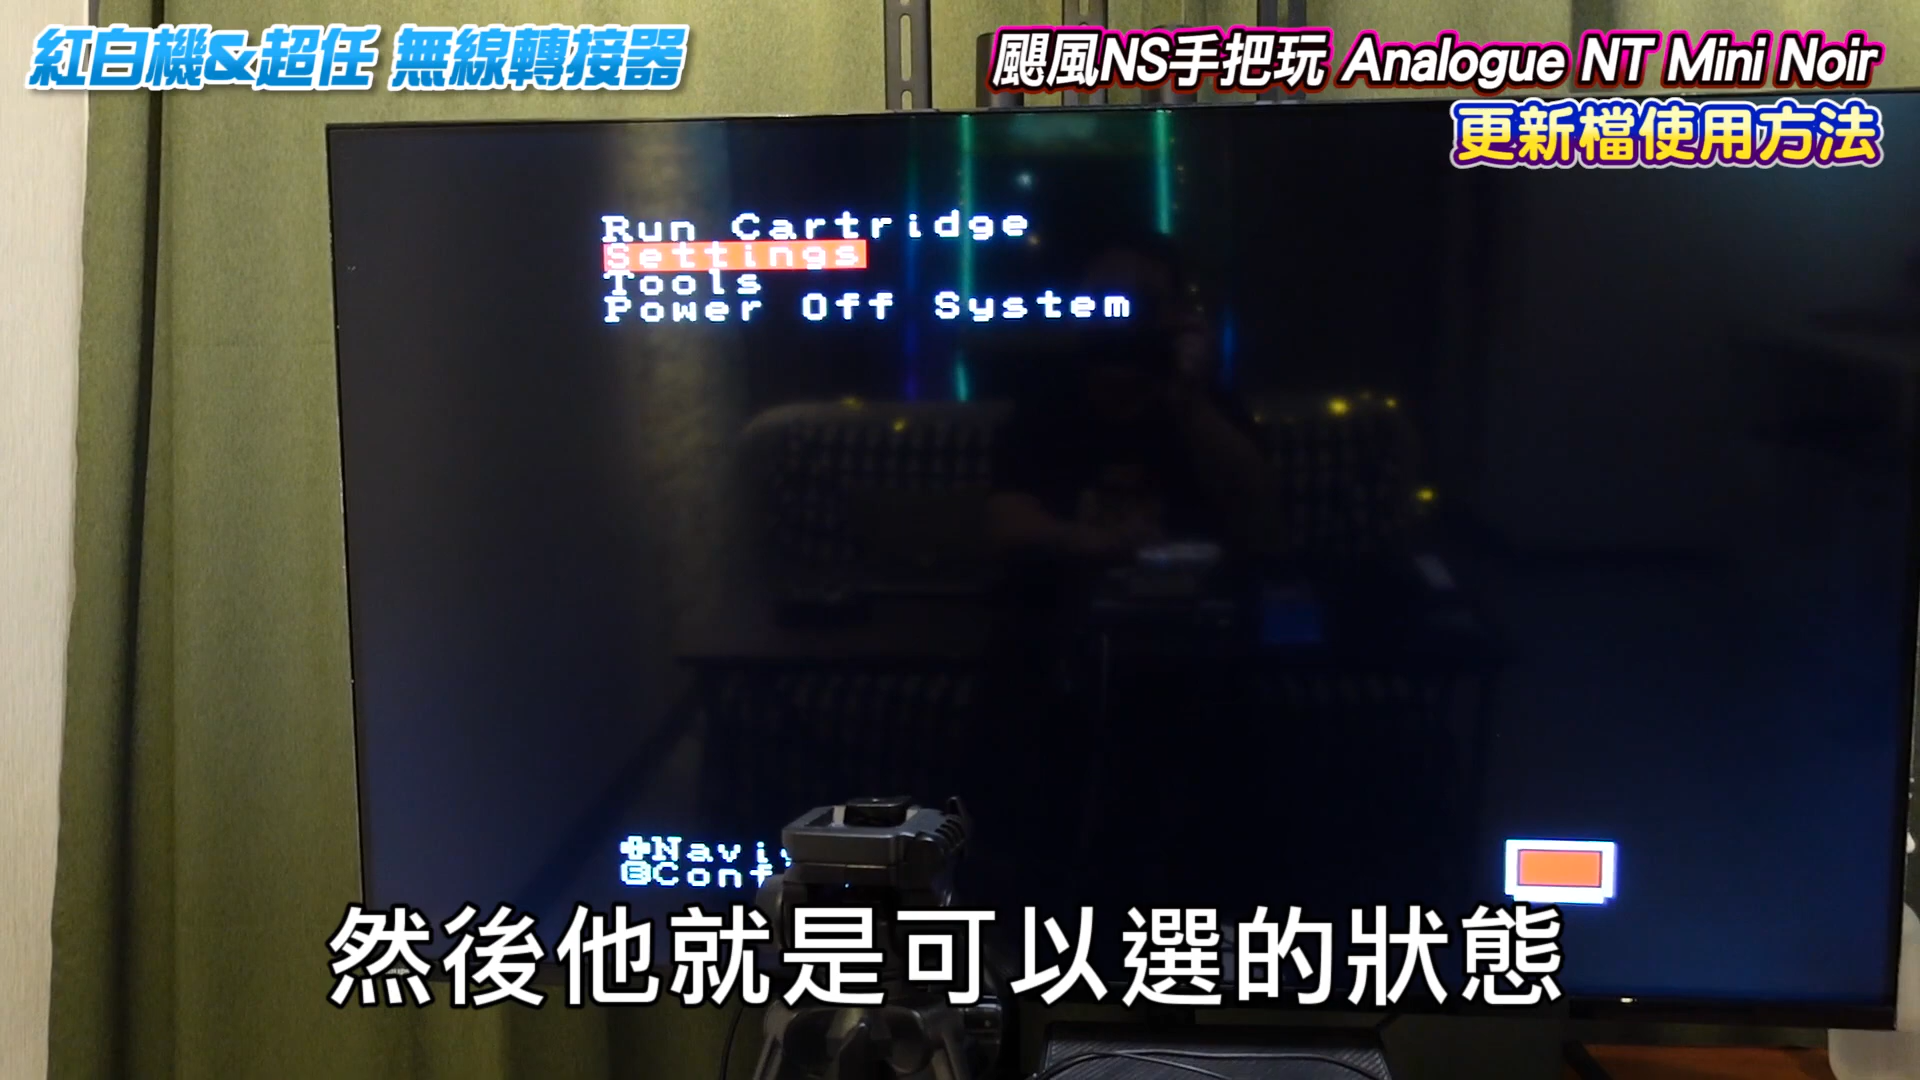 紅白機&超任 無線轉接器
颶風NS手把玩 Analogue NT Mini Noir
更新檔使用方法
Run Cartridge
Settings
Tools
Power Off System
然後他就是可以選的狀態